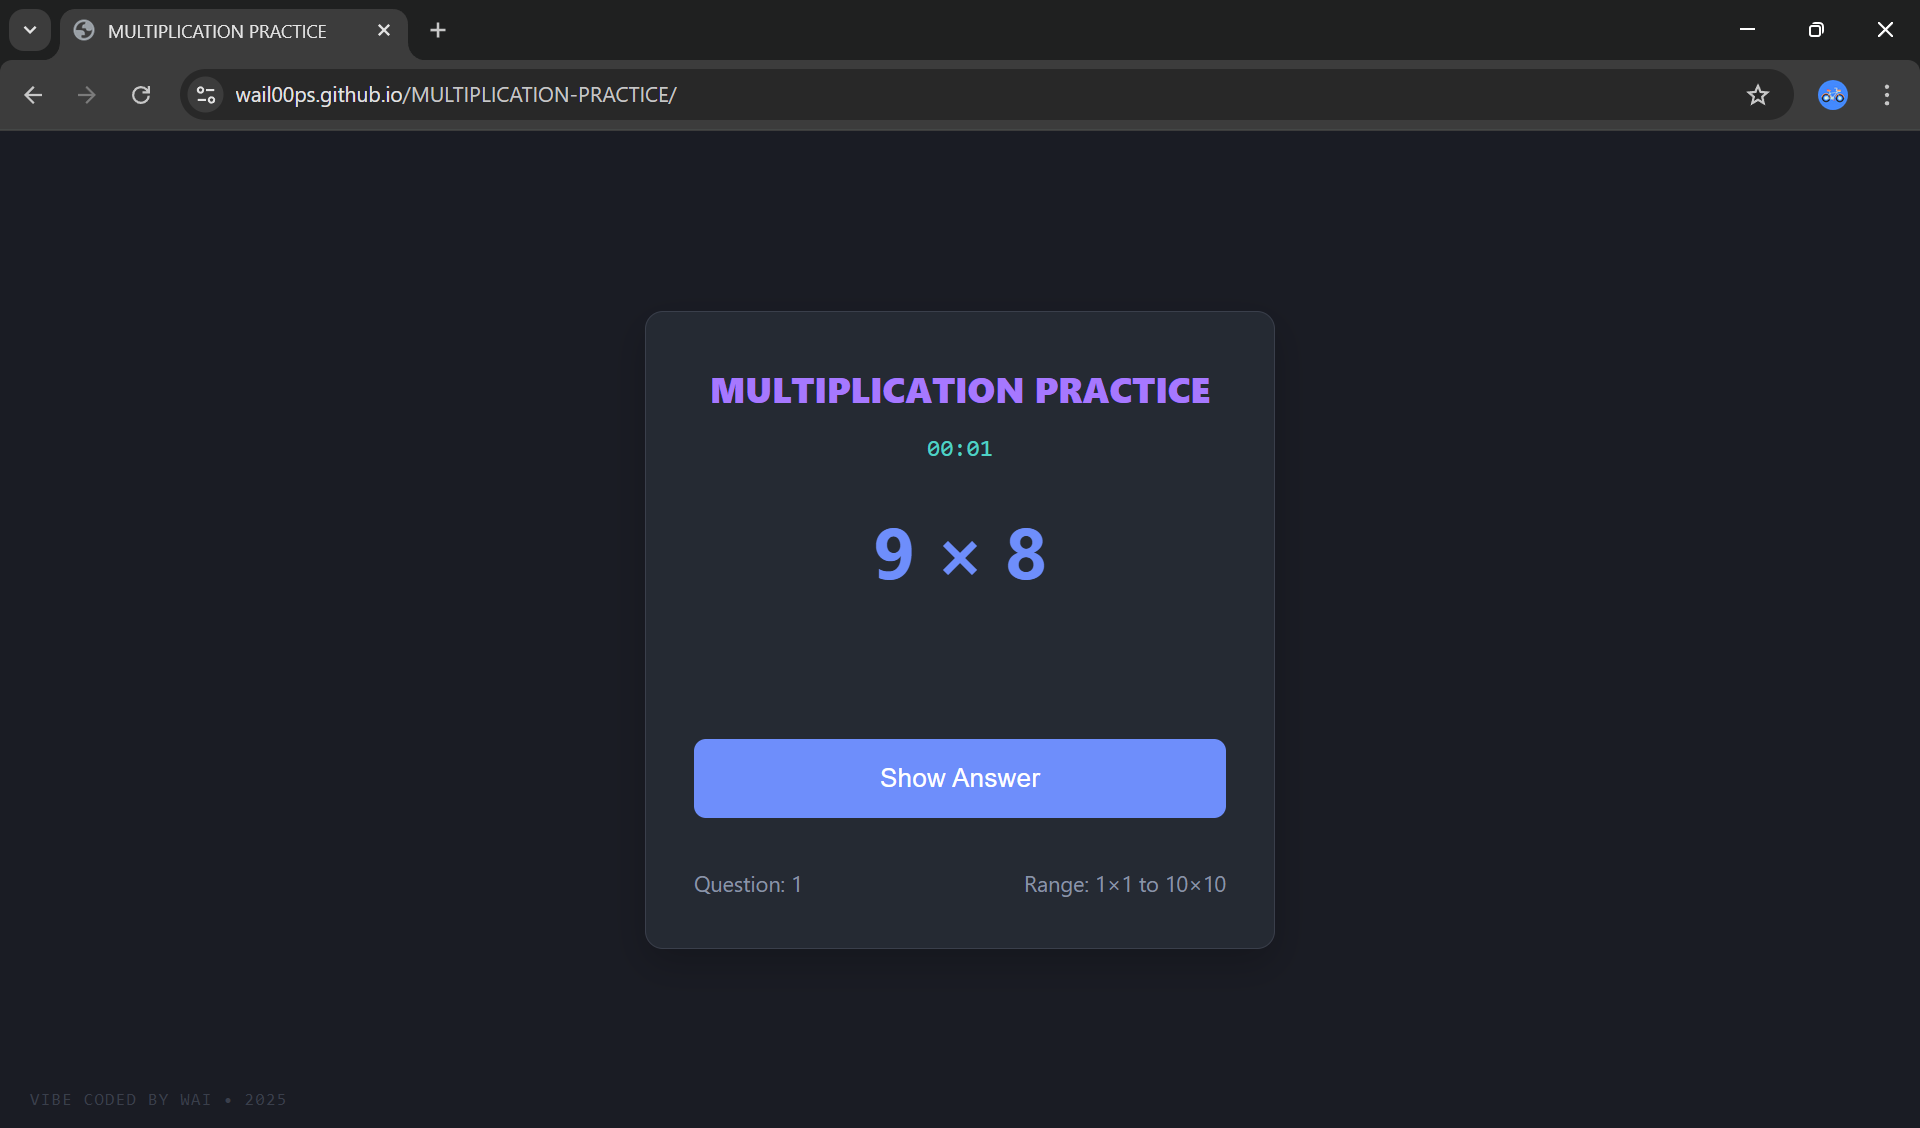 MULTIPLICATION PRACTICE
wail00ps.github.io/MULTIPLICATION-PRACTICE/
MULTIPLICATION PRACTICE
00:01
9 × 8
Show Answer
Question: 1
Range: 1×1 to 10×10
VIBE CODED BY WAI • 2025